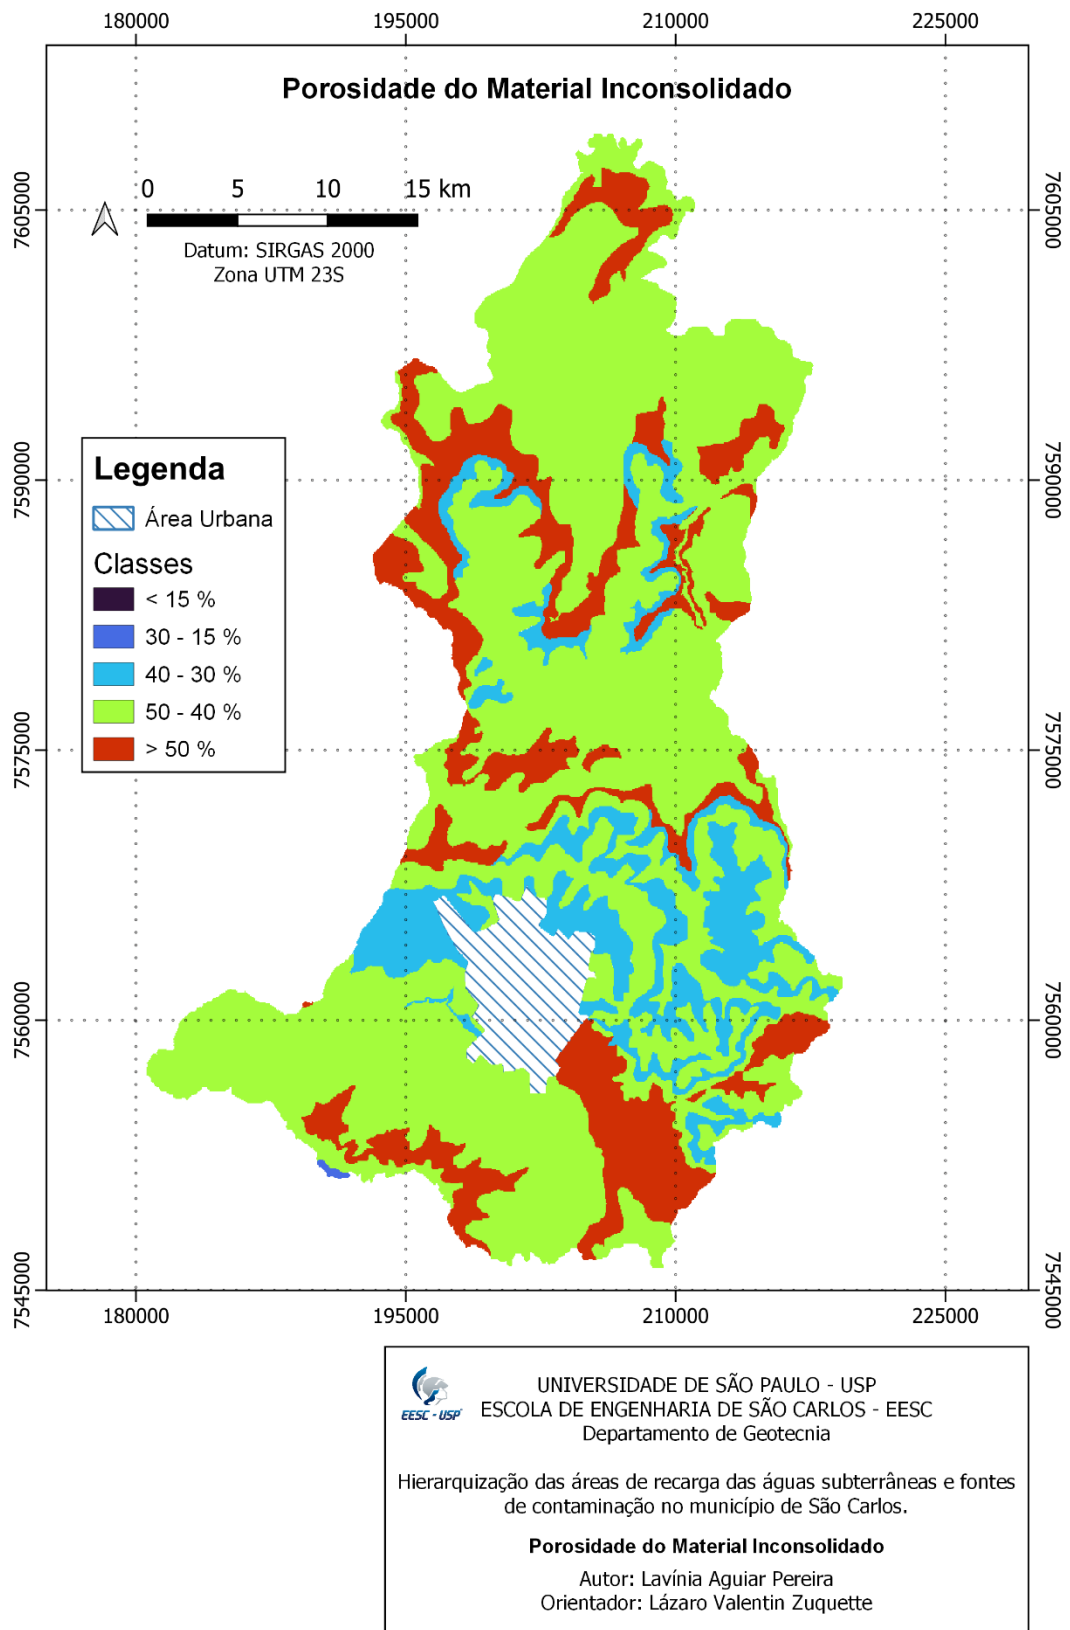 180000 195000 210000 225000
Porosidade do Material Inconsolidado
0 5 10 15 km
Datum: SIRGAS 2000
Zona UTM 23S
7605000 7605000
7590000 7590000
Legenda
Área Urbana
Classes
< 15 %
30 - 15 %
40 - 30 %
50 - 40 %
> 50 %
7575000 7575000
7560000 7560000
7545000 7545000
180000 195000 210000 225000
EESC - USP
UNIVERSIDADE DE SÃO PAULO - USP
ESCOLA DE ENGENHARIA DE SÃO CARLOS - EESC
Departamento de Geotecnia
Hierarquização das áreas de recarga das águas subterrâneas e fontes
de contaminação no município de São Carlos.
Porosidade do Material Inconsolidado
Autor: Lavínia Aguiar Pereira
Orientador: Lázaro Valentin Zuquette